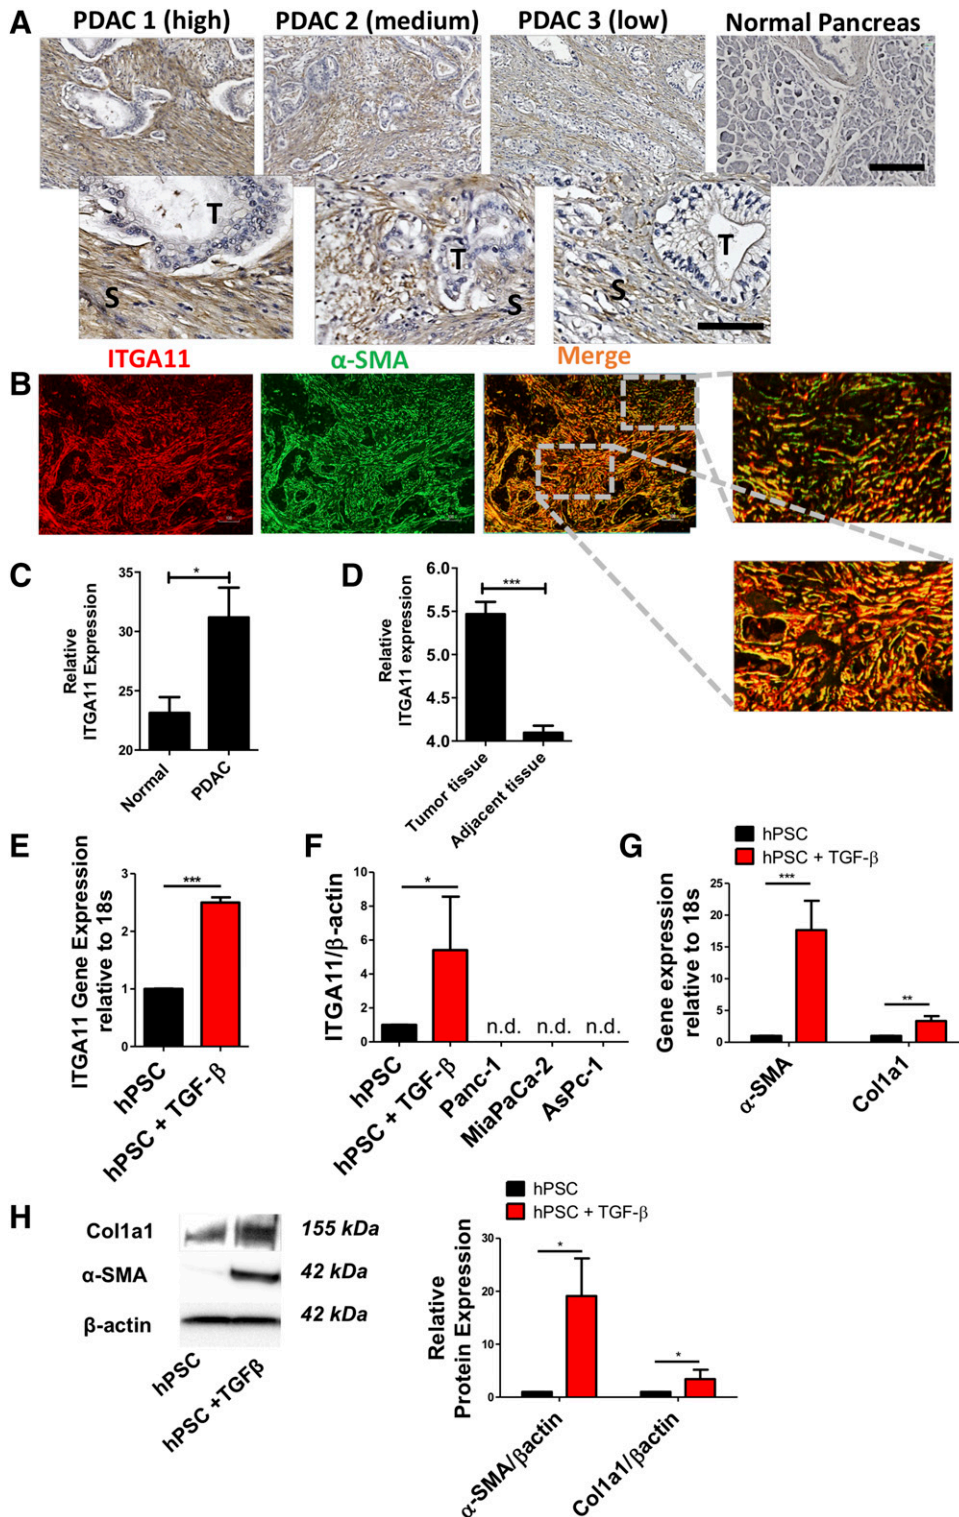 A
PDAC 1 (high)
PDAC 2 (medium)
PDAC 3 (low)
Normal Pancreas
T
S
T
S
T
S
ITGA11
α-SMA
Merge
B
C
Relative
ITGA11 Expression
35
30
25
20
*
Normal
PDAC
D
Relative
ITGA11 expression
6.0
5.5
5.0
4.5
4.0
***
Tumor tissue
Adjacent tissue
E
ITGA11 Gene Expression
relative to 18s
3
2
1
0
***
hPSC
hPSC + TGF-β
F
ITGA11/β-actin
10
8
6
4
2
0
*
n.d.
n.d.
n.d.
hPSC
hPSC + TGF-β
Panc-1
MiaPaCa-2
AsPc-1
G
hPSC
hPSC + TGF-β
Gene expression
relative to 18s
25
20
15
10
5
0
***
**
α-SMA
Col1a1
H
Col1a1
155 kDa
α-SMA
42 kDa
β-actin
42 kDa
hPSC
hPSC +TGFβ
hPSC
hPSC + TGF-β
Relative
Protein Expression
30
20
10
0
*
*
α-SMA/βactin
Col1a1/βactin